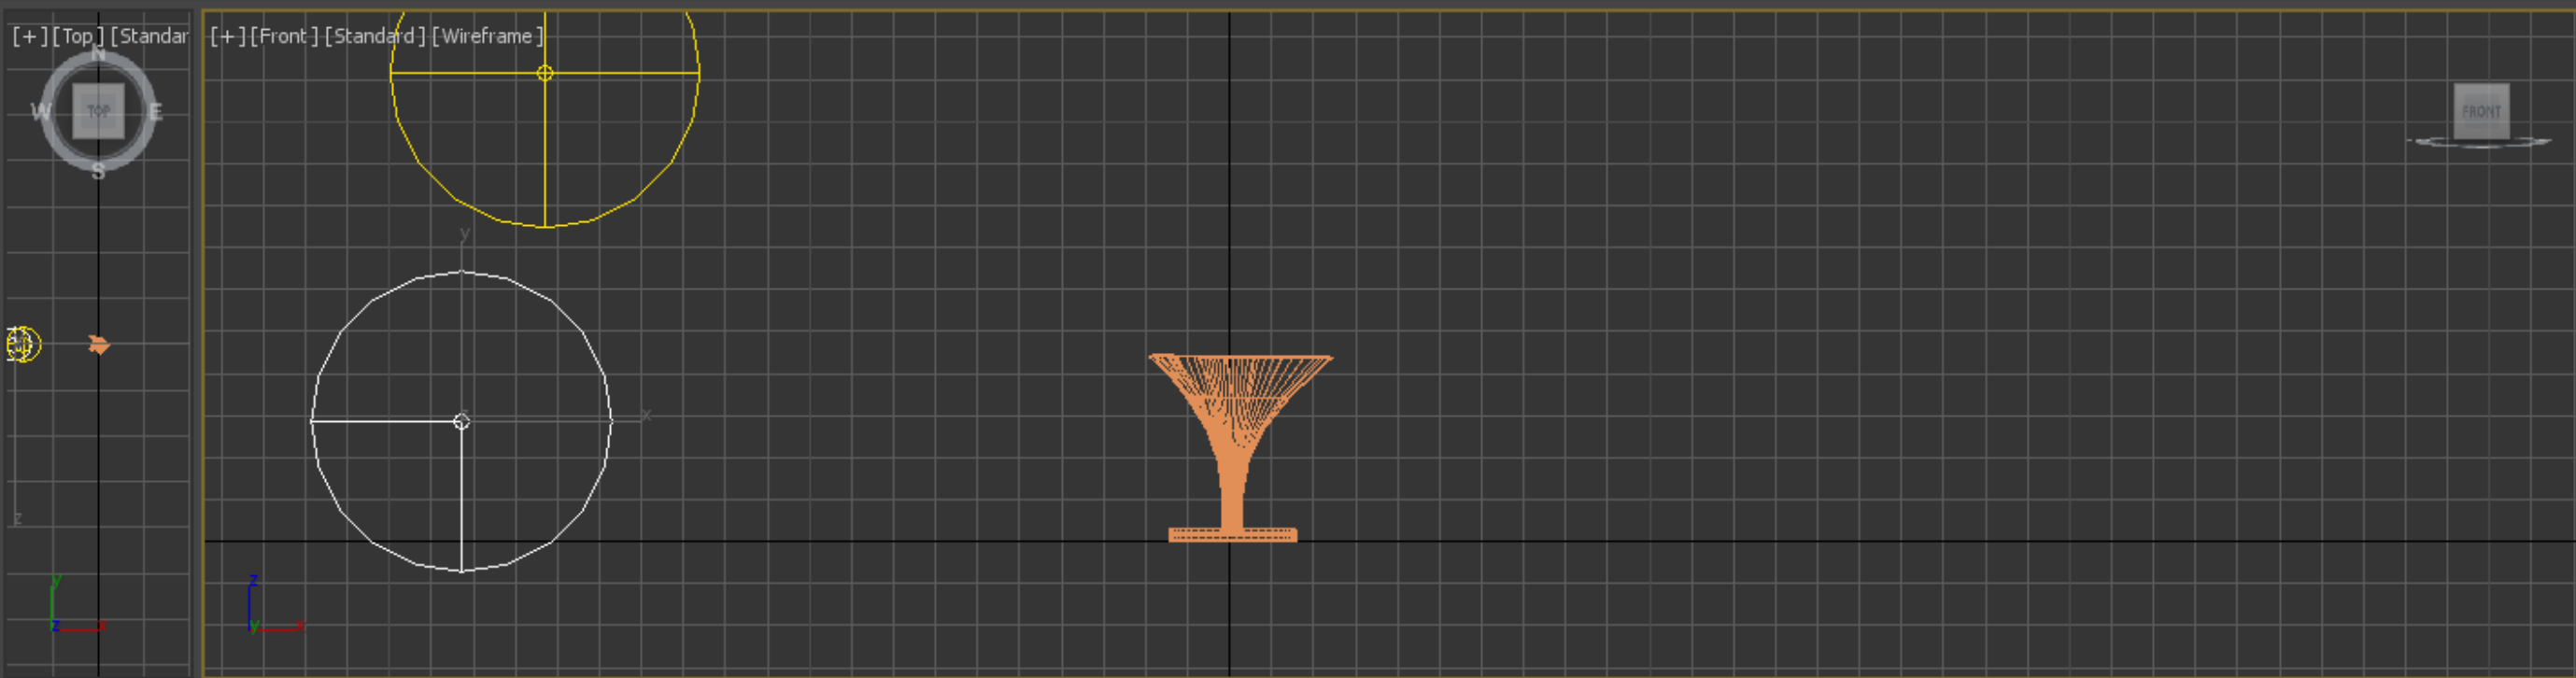 [+][Top][Standar
[+][Front][Standard][Wireframe]
N
W
TOP
E
S
FRONT
y
x
z
y
z
x
z
y
x